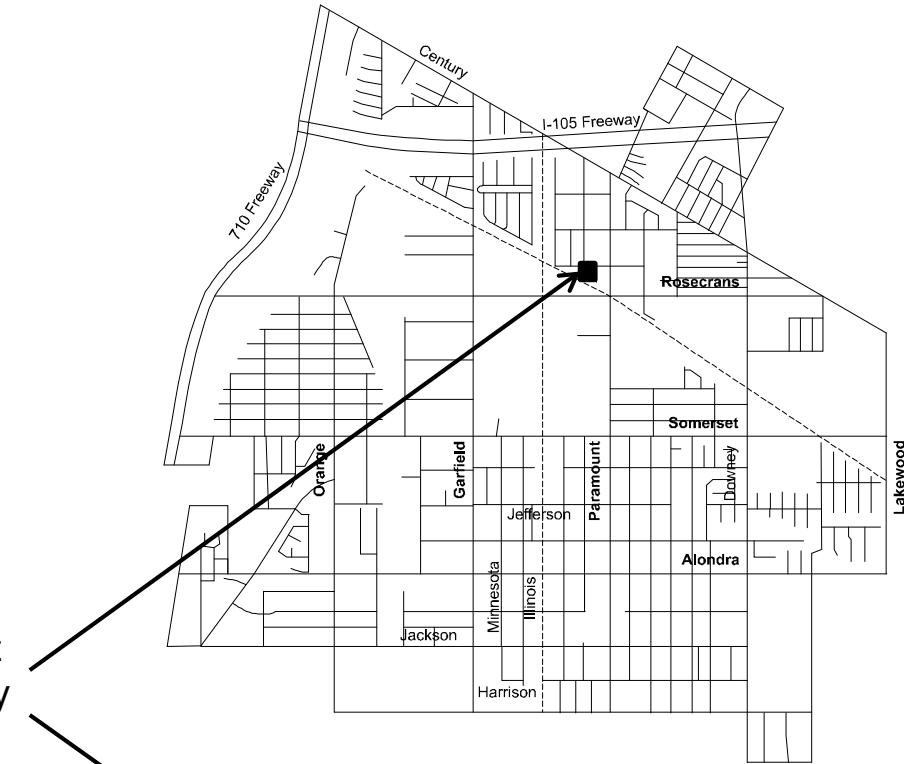 Century
I-105 Freeway
710 Freeway
Rosecrans
Somerset
Orange
Garfield
Paramount
Downey
Lakewood
Jefferson
Alondra
Minnesota
Illinois
Jackson
Harrison